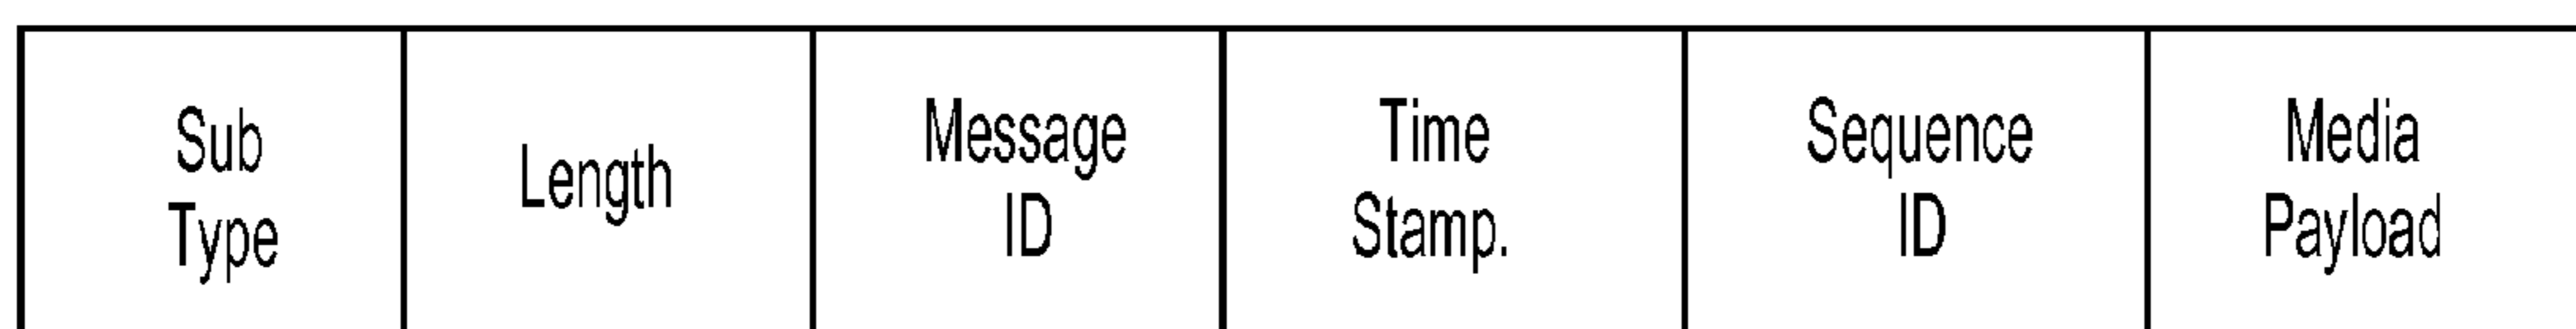 Sub
Type
Length
Message
ID
Time
Stamp.
Sequence
ID
Media
Payload